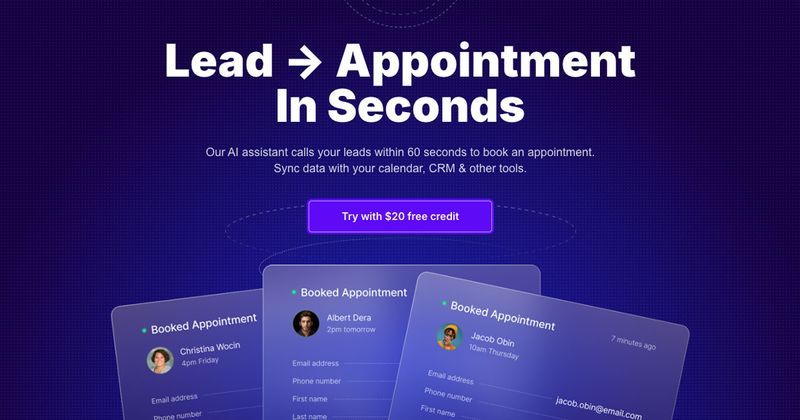 Lead → Appointment
In Seconds
Our AI assistant calls your leads within 60 seconds to book an appointment.
Sync data with your calendar, CRM & other tools.
Try with $20 free credit
Booked Appointment
Christina Wocin
4pm Friday
Email address
Phone number
First name
Booked Appointment
Albert Dera
2pm tomorrow
Email address
Phone number
First name
Last name
Booked Appointment
7 minutes ago
Jacob Obin
10am Thursday
Email address
jacob.obin@email.com
Phone number
First name